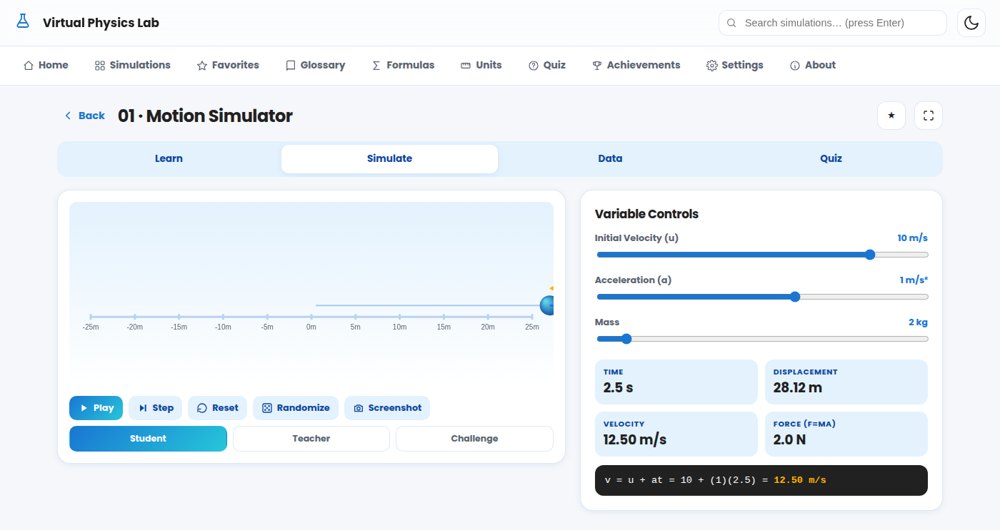 Virtual Physics Lab
Search simulations… (press Enter)
Home Simulations Favorites Glossary Formulas Units Quiz Achievements Settings About
Back 01 · Motion Simulator
Learn Simulate Data Quiz
-25m -20m -15m -10m -5m 0m 5m 10m 15m 20m 25m
Play Step Reset Randomize Screenshot
Student Teacher Challenge
Variable Controls
Initial Velocity (u) 10 m/s
Acceleration (a) 1 m/s²
Mass 2 kg
TIME DISPLACEMENT
2.5 s 28.12 m
VELOCITY FORCE (F=MA)
12.50 m/s 2.0 N
v = u + at = 10 + (1)(2.5) = 12.50 m/s